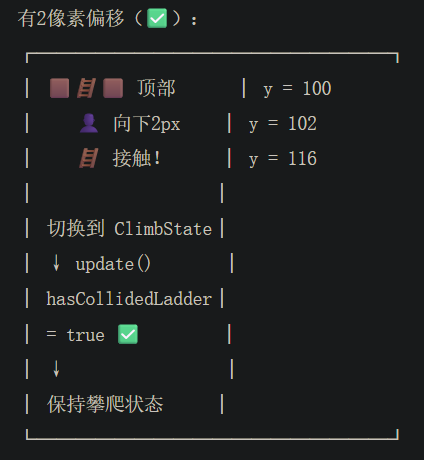 有2像素偏移（✅）：
┌─────────────────────────────────┐
│ 🟫🪜🟫 顶部      │ y = 100
│    👤 向下2px    │ y = 102
│    🪜 接触!      │ y = 116
│                 │
│ 切换到 ClimbState│
│ ↓ update()       │
│ hasCollidedLadder│
│ = true ✅        │
│ ↓                │
│ 保持攀爬状态     │
└─────────────────────────────────┘